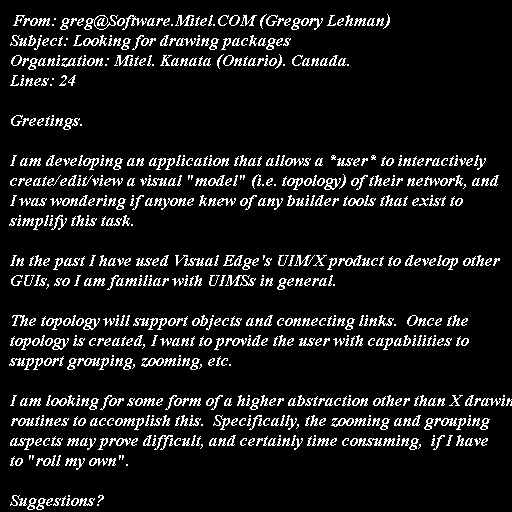 From: greg@Software.Mitel.COM (Gregory Lehman)
Subject: Looking for drawing packages
Organization: Mitel. Kanata (Ontario). Canada.
Lines: 24

Greetings.

I am developing an application that allows a *user* to interactively
create/edit/view a visual "model" (i.e. topology) of their network, and
I was wondering if anyone knew of any builder tools that exist to
simplify this task.

In the past I have used Visual Edge's UIM/X product to develop other
GUIs, so I am familiar with UIMSs in general.

The topology will support objects and connecting links.  Once the
topology is created, I want to provide the user with capabilities to
support grouping, zooming, etc.

I am looking for some form of a higher abstraction other than X drawin
routines to accomplish this.  Specifically, the zooming and grouping
aspects may prove difficult, and certainly time consuming,  if I have
to "roll my own".

Suggestions?